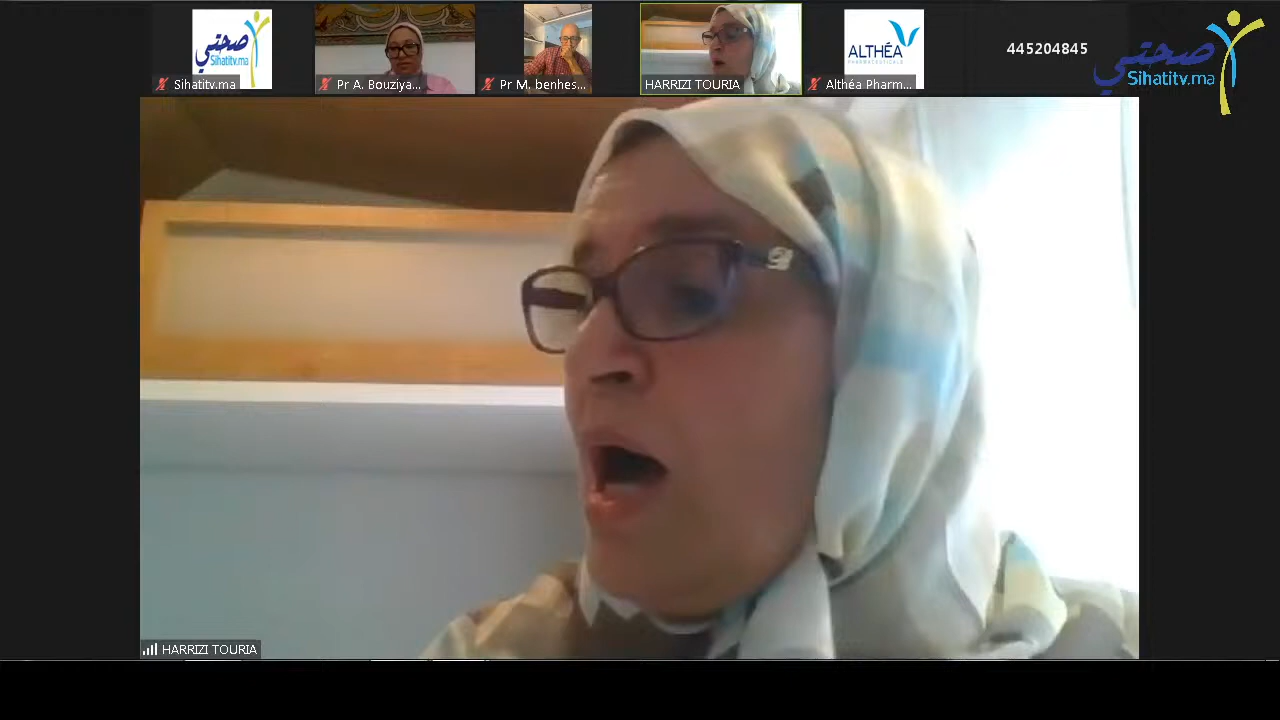 صحتي
Sihatitv.ma
ALTHÉA
PHARMACEUTICALS
445204845
صحتي
Sihatitv.ma
Sihatitv.ma
Pr A. Bouziya...
Pr M. benhes...
HARRIZI TOURIA
Althéa Pharm...
HARRIZI TOURIA